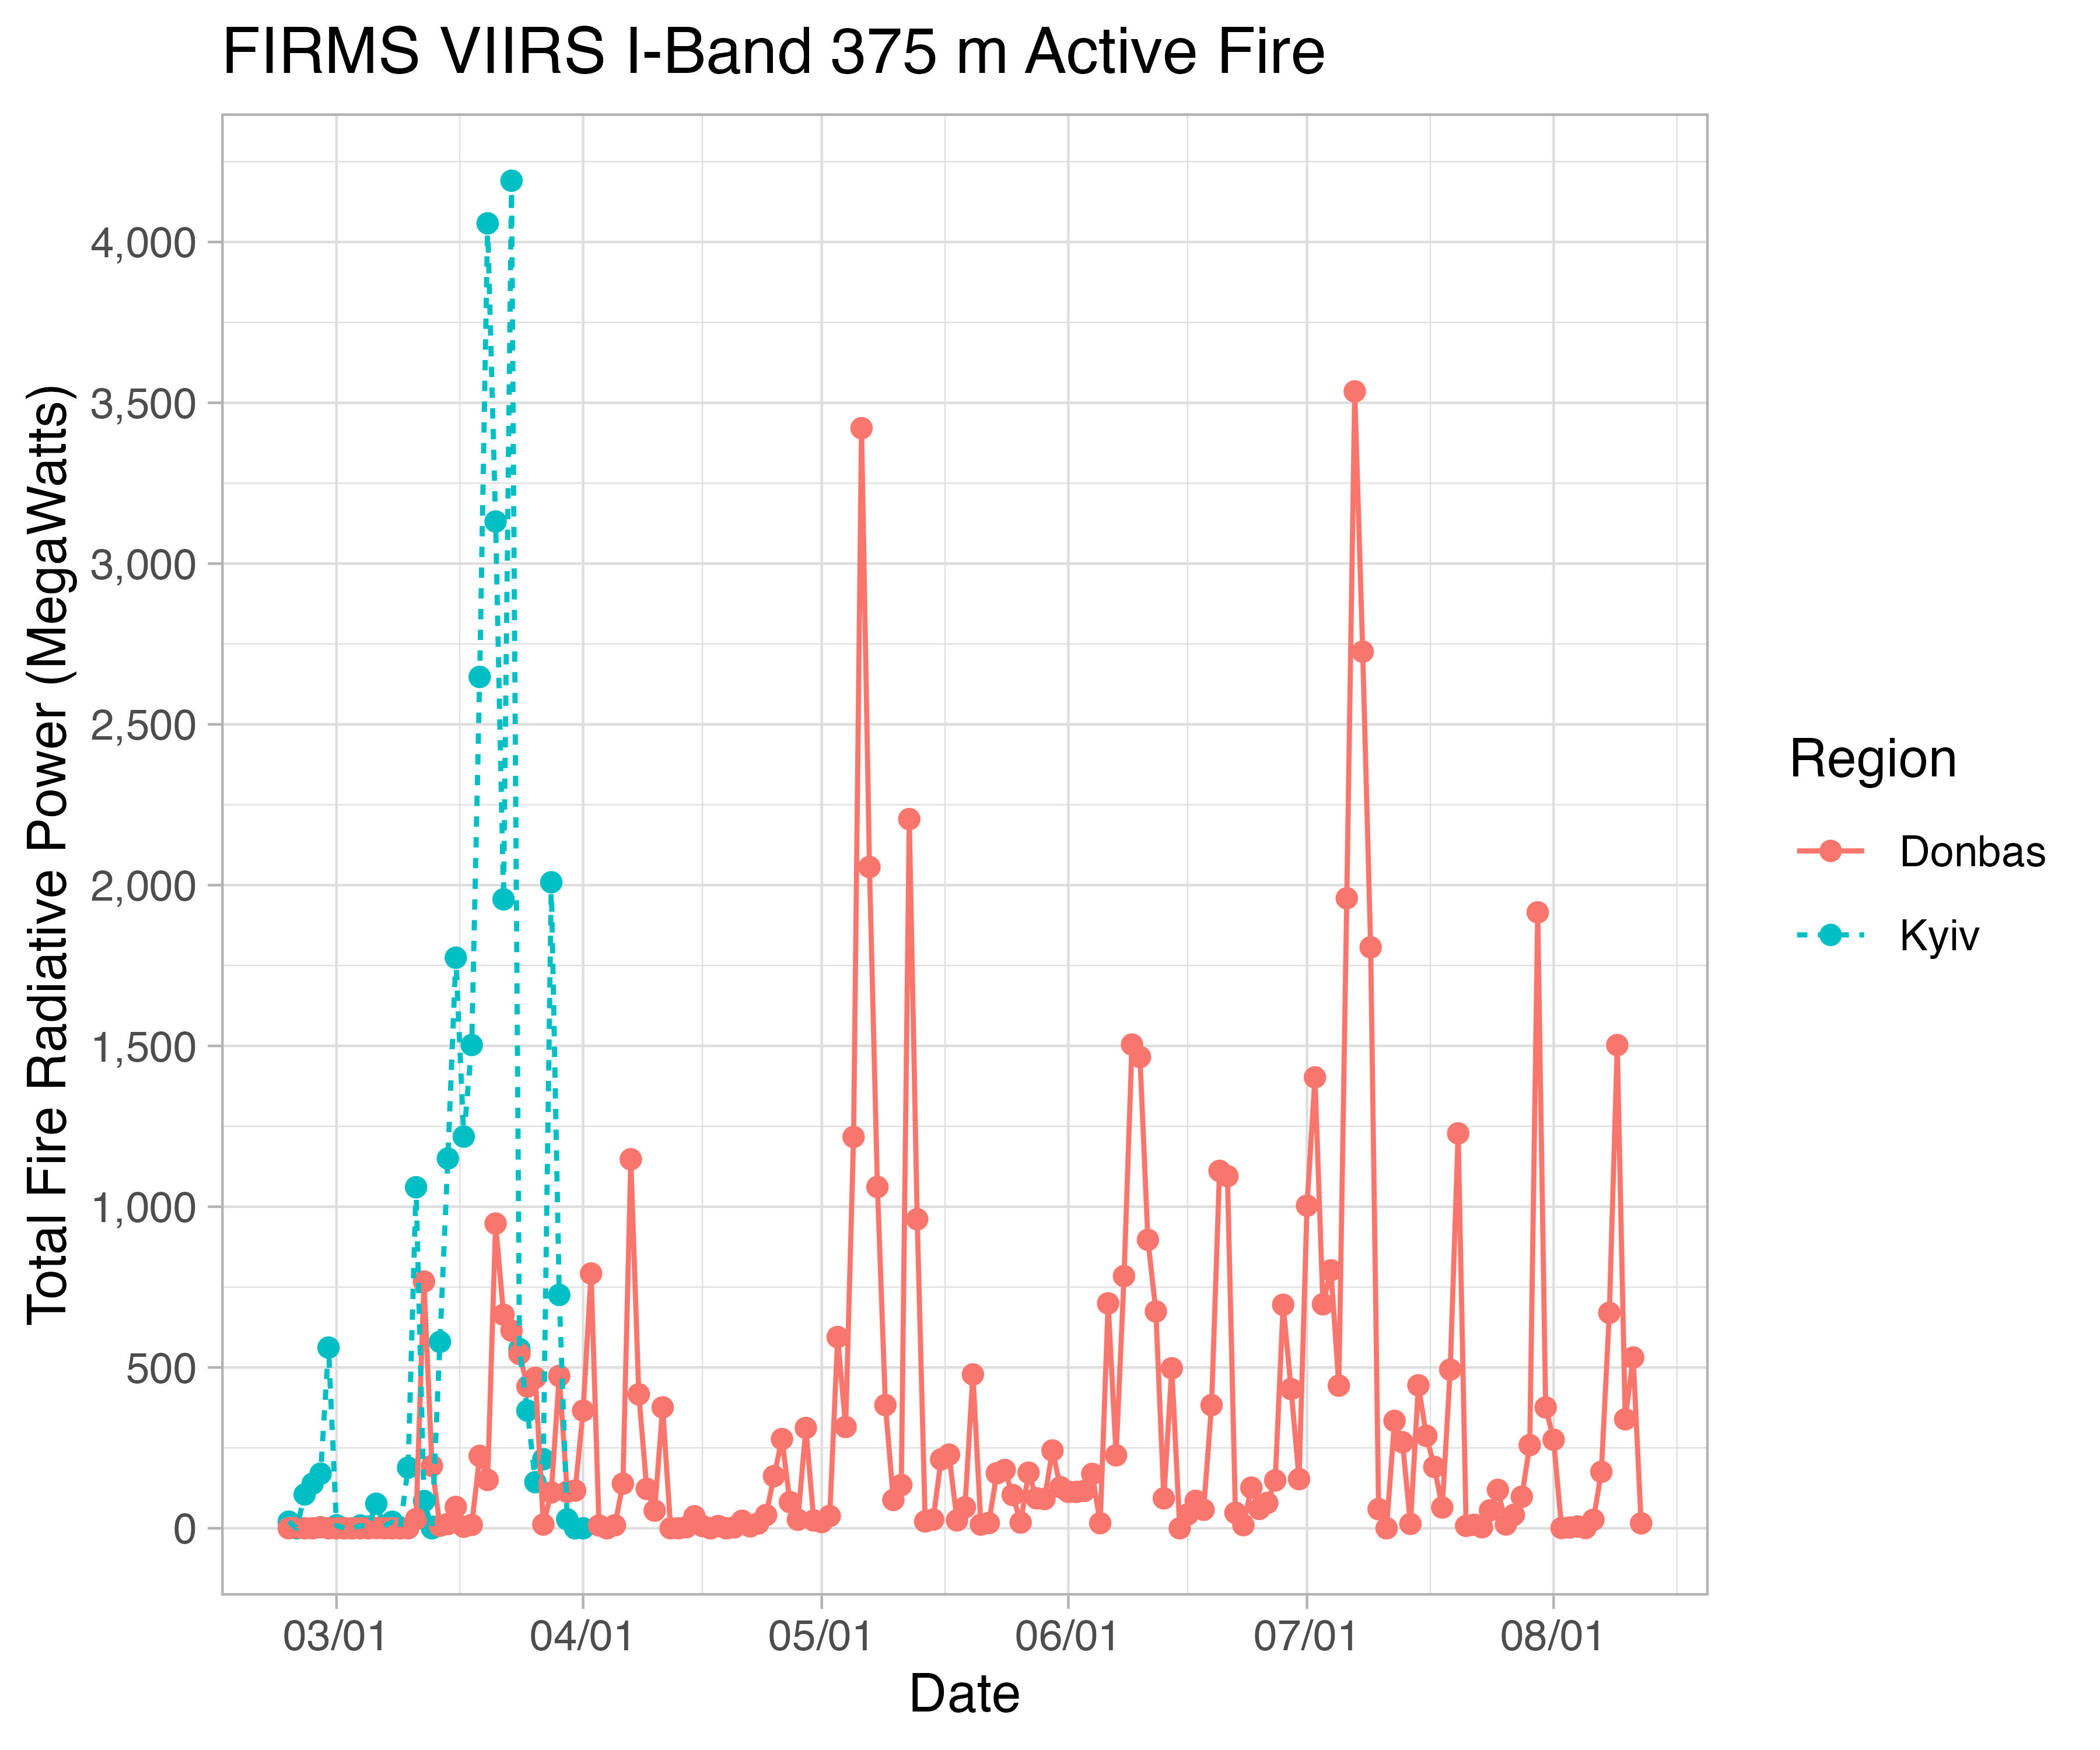 FIRMS VIIRS I-Band 375 m Active Fire
Total Fire Radiative Power (MegaWatts)
4,000
3,500
3,000
2,500
2,000
1,500
1,000
500
0
03/01 04/01 05/01 06/01 07/01 08/01
Date
Region
Donbas
Kyiv